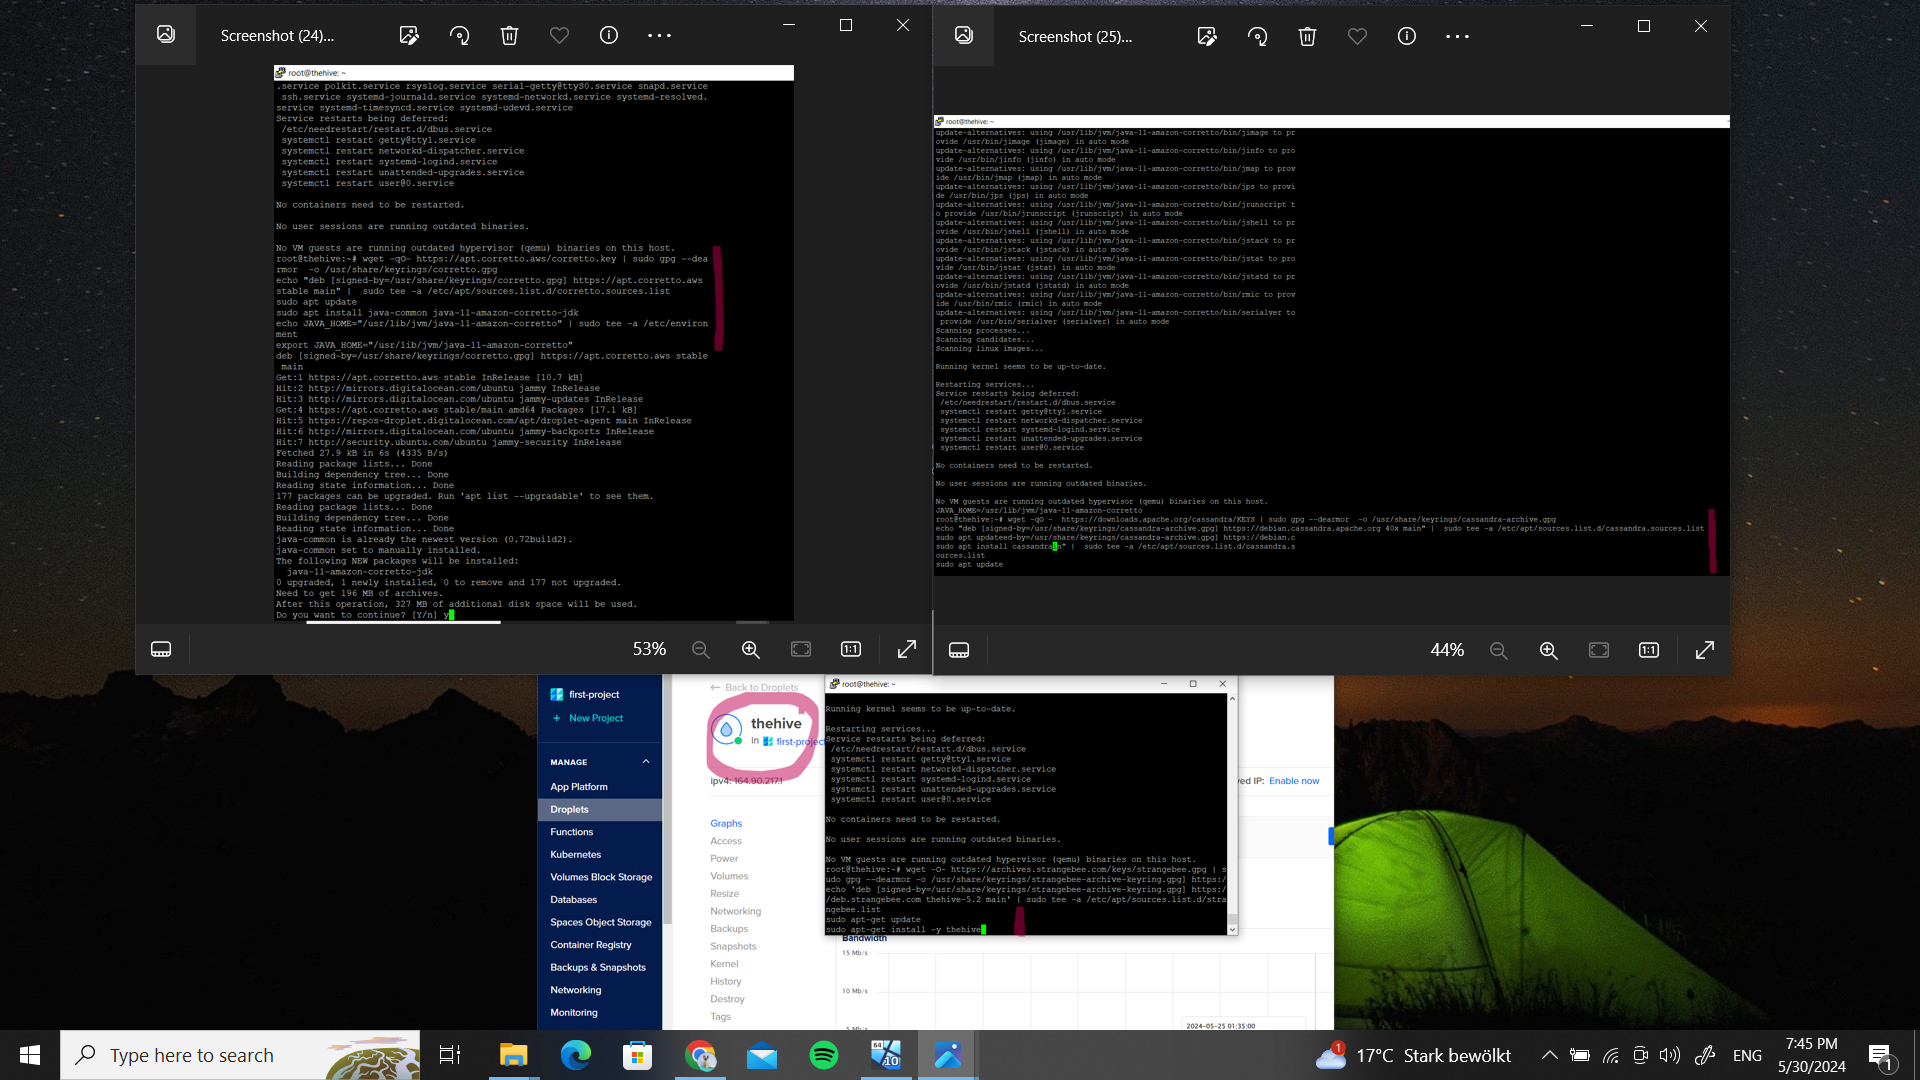 Screenshot (24)...
root@thehive: ~
.service polkit.service rsyslog.service serial-getty@ttyS0.service snapd.service
ssh.service systemd-journald.service systemd-networkd.service systemd-resolved.
service systemd-timesyncd.service systemd-udevd.service
Service restarts being deferred:
/etc/needrestart/restart.d/dbus.service
systemctl restart getty@tty1.service
systemctl restart networkd-dispatcher.service
systemctl restart systemd-logind.service
systemctl restart unattended-upgrades.service
systemctl restart user@0.service
No containers need to be restarted.
No user sessions are running outdated binaries.
No VM guests are running outdated hypervisor (qemu) binaries on this host.
root@thehive:~# wget -qO- https://apt.corretto.aws/corretto.key | sudo gpg --dea
rmor  -o /usr/share/keyrings/corretto.gpg
echo "deb [signed-by=/usr/share/keyrings/corretto.gpg] https://apt.corretto.aws
stable main" |  sudo tee -a /etc/apt/sources.list.d/corretto.sources.list
sudo apt update
sudo apt install java-common java-11-amazon-corretto-jdk
echo JAVA_HOME="/usr/lib/jvm/java-11-amazon-corretto" | sudo tee -a /etc/environ
ment
export JAVA_HOME="/usr/lib/jvm/java-11-amazon-corretto"
deb [signed-by=/usr/share/keyrings/corretto.gpg] https://apt.corretto.aws stable
main
Get:1 https://apt.corretto.aws stable InRelease [10.7 kB]
Hit:2 http://mirrors.digitalocean.com/ubuntu jammy InRelease
Hit:3 http://mirrors.digitalocean.com/ubuntu jammy-updates InRelease
Get:4 https://apt.corretto.aws stable/main amd64 Packages [17.1 kB]
Hit:5 https://repos-droplet.digitalocean.com/apt/droplet-agent main InRelease
Hit:6 http://mirrors.digitalocean.com/ubuntu jammy-backports InRelease
Hit:7 http://security.ubuntu.com/ubuntu jammy-security InRelease
Fetched 27.9 kB in 6s (4335 B/s)
Reading package lists... Done
Building dependency tree... Done
Reading state information... Done
177 packages can be upgraded. Run 'apt list --upgradable' to see them.
Reading package lists... Done
Building dependency tree... Done
Reading state information... Done
java-common is already the newest version (0.72build2).
java-common set to manually installed.
The following NEW packages will be installed:
java-11-amazon-corretto-jdk
0 upgraded, 1 newly installed, 0 to remove and 177 not upgraded.
Need to get 196 MB of archives.
After this operation, 327 MB of additional disk space will be used.
Do you want to continue? [Y/n] y
53%
1:1
Screenshot (25)...
root@thehive: ~
update-alternatives: using /usr/lib/jvm/java-11-amazon-corretto/bin/jimage to pr
ovide /usr/bin/jimage (jimage) in auto mode
update-alternatives: using /usr/lib/jvm/java-11-amazon-corretto/bin/jinfo to pro
vide /usr/bin/jinfo (jinfo) in auto mode
update-alternatives: using /usr/lib/jvm/java-11-amazon-corretto/bin/jmap to prov
ide /usr/bin/jmap (jmap) in auto mode
update-alternatives: using /usr/lib/jvm/java-11-amazon-corretto/bin/jps to provi
de /usr/bin/jps (jps) in auto mode
update-alternatives: using /usr/lib/jvm/java-11-amazon-corretto/bin/jrunscript t
o provide /usr/bin/jrunscript (jrunscript) in auto mode
update-alternatives: using /usr/lib/jvm/java-11-amazon-corretto/bin/jshell to pr
ovide /usr/bin/jshell (jshell) in auto mode
update-alternatives: using /usr/lib/jvm/java-11-amazon-corretto/bin/jstack to pr
ovide /usr/bin/jstack (jstack) in auto mode
update-alternatives: using /usr/lib/jvm/java-11-amazon-corretto/bin/jstat to pro
vide /usr/bin/jstat (jstat) in auto mode
update-alternatives: using /usr/lib/jvm/java-11-amazon-corretto/bin/jstatd to pr
ovide /usr/bin/jstatd (jstatd) in auto mode
update-alternatives: using /usr/lib/jvm/java-11-amazon-corretto/bin/rmic to prov
ide /usr/bin/rmic (rmic) in auto mode
update-alternatives: using /usr/lib/jvm/java-11-amazon-corretto/bin/serialver to
provide /usr/bin/serialver (serialver) in auto mode
Scanning processes...
Scanning candidates...
Scanning linux images...
Running kernel seems to be up-to-date.
Restarting services...
Service restarts being deferred:
/etc/needrestart/restart.d/dbus.service
systemctl restart getty@tty1.service
systemctl restart networkd-dispatcher.service
systemctl restart systemd-logind.service
systemctl restart unattended-upgrades.service
systemctl restart user@0.service
No containers need to be restarted.
No user sessions are running outdated binaries.
No VM guests are running outdated hypervisor (qemu) binaries on this host.
JAVA_HOME=/usr/lib/jvm/java-11-amazon-corretto
root@thehive:~# wget -qO -  https://downloads.apache.org/cassandra/KEYS | sudo gpg --dearmor  -o /usr/share/keyrings/cassandra-archive.gpg
echo "deb [signed-by=/usr/share/keyrings/cassandra-archive.gpg] https://debian.cassandra.apache.org 40x main" |  sudo tee -a /etc/apt/sources.list.d/cassandra.sources.list
sudo apt updateed-by=/usr/share/keyrings/cassandra-archive.gpg] https://debian.c
sudo apt install cassandrain" |  sudo tee -a /etc/apt/sources.list.d/cassandra.s
ources.list
sudo apt update
44%
1:1
first-project
+ New Project
MANAGE
App Platform
Droplets
Functions
Kubernetes
Volumes Block Storage
Databases
Spaces Object Storage
Container Registry
Backups & Snapshots
Networking
Monitoring
← Back to Droplets
thehive
in first-project
ipv4: 164.90.217.1
Graphs
Access
Power
Volumes
Resize
Networking
Backups
Snapshots
Kernel
History
Destroy
Tags
root@thehive: ~
Running kernel seems to be up-to-date.
Restarting services...
Service restarts being deferred:
/etc/needrestart/restart.d/dbus.service
systemctl restart getty@tty1.service
systemctl restart networkd-dispatcher.service
systemctl restart systemd-logind.service
systemctl restart unattended-upgrades.service
systemctl restart user@0.service
No containers need to be restarted.
No user sessions are running outdated binaries.
No VM guests are running outdated hypervisor (qemu) binaries on this host.
root@thehive:~# wget -O- https://archives.strangebee.com/keys/strangebee.gpg | s
udo gpg --dearmor -o /usr/share/keyrings/strangebee-archive-keyring.gpg] https:/
echo 'deb [signed-by=/usr/share/keyrings/strangebee-archive-keyring.gpg] https:/
/deb.strangebee.com thehive-5.2 main' | sudo tee -a /etc/apt/sources.list.d/stra
ngebee.list
sudo apt-get update
sudo apt-get install -y thehive
ved IP: Enable now
Bandwidth
15 Mb/s
10 Mb/s
5 Mb/s
2024-05-25 01:35:00
Type here to search
64
10
1
17°C Stark bewölkt
ENG
7:45 PM
5/30/2024
1